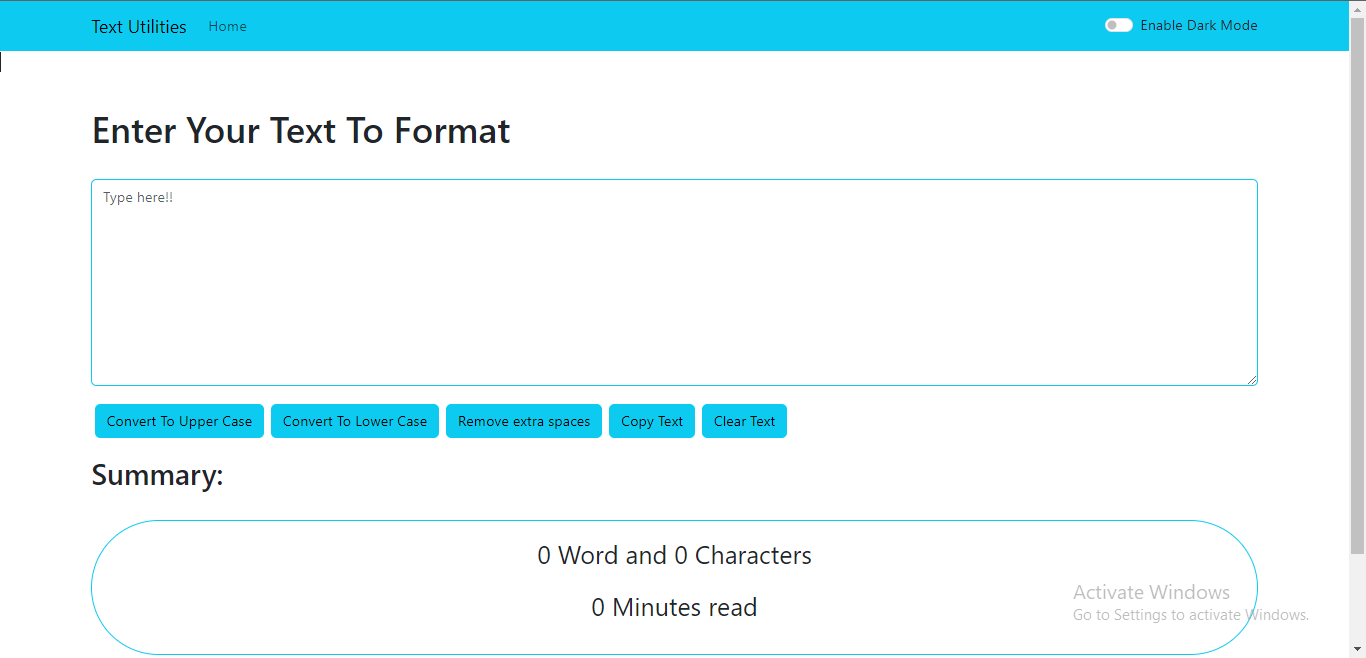 Text Utilities Home Enable Dark Mode
Enter Your Text To Format
Type here!!
Convert To Upper Case Convert To Lower Case Remove extra spaces Copy Text Clear Text
Summary:
0 Word and 0 Characters
0 Minutes read
Activate Windows
Go to Settings to activate Windows.